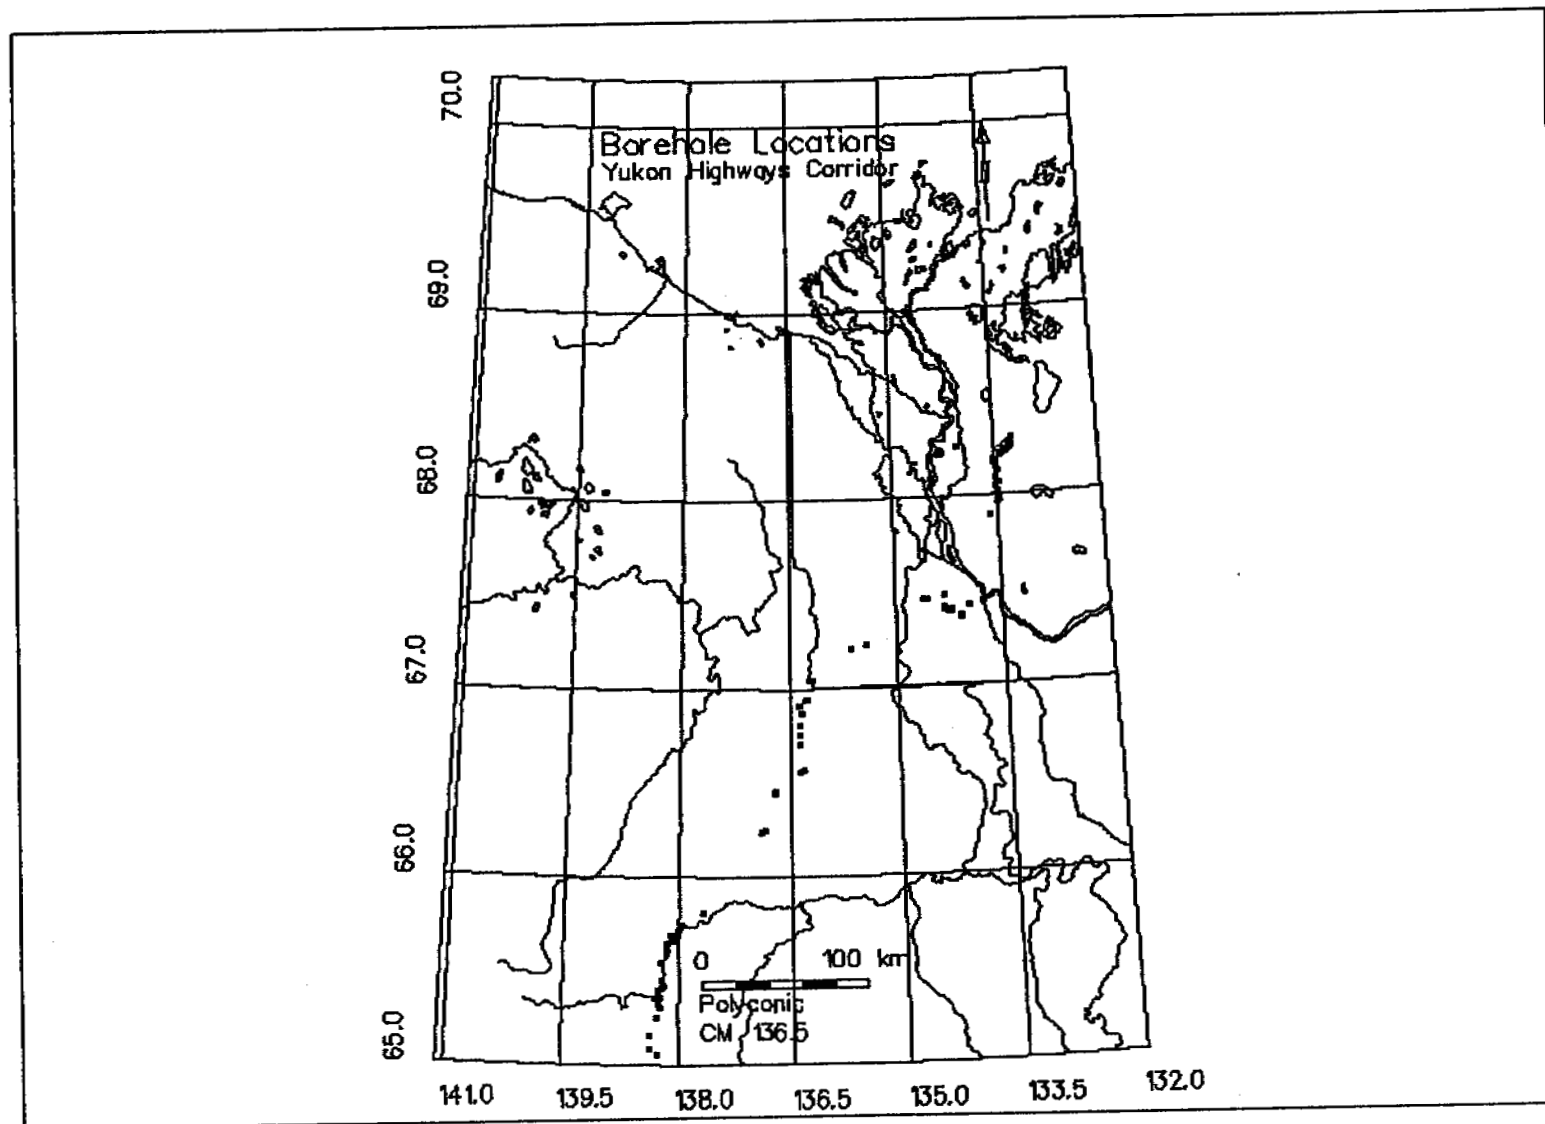 70.0
Borehole Locations
Yukon Highways Corridor
69.0
68.0
67.0
66.0
65.0
0 100 km
Polyconic
CM 136.5
141.0 139.5 138.0 136.5 135.0 133.5 132.0